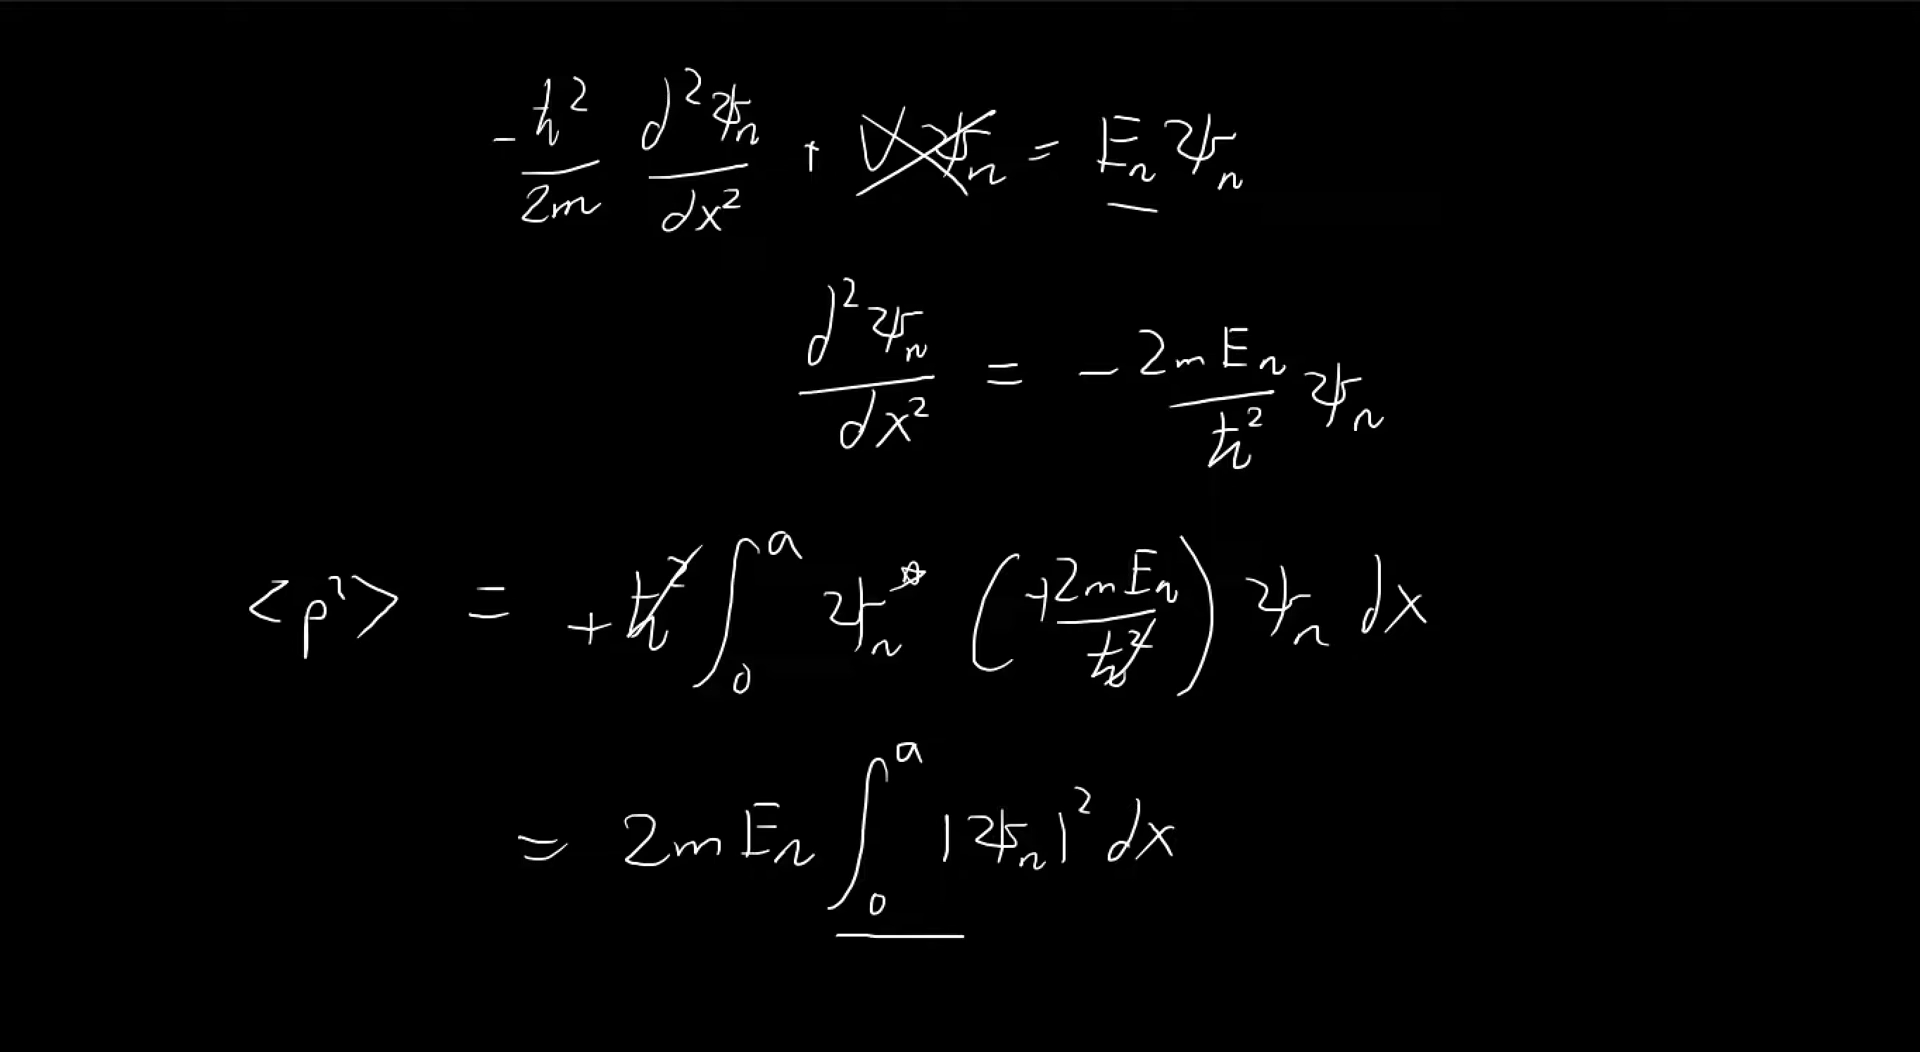 -ħ²/2m d²ψₙ/dx² + Vψₙ = Eₙψₙ
d²ψₙ/dx² = - 2mEₙ/ħ² ψₙ
<p²> = +ħ² ∫₀ᵃ ψₙ* (+2mEₙ/ħ²) ψₙ dx
= 2mEₙ ∫₀ᵃ |ψₙ|² dx